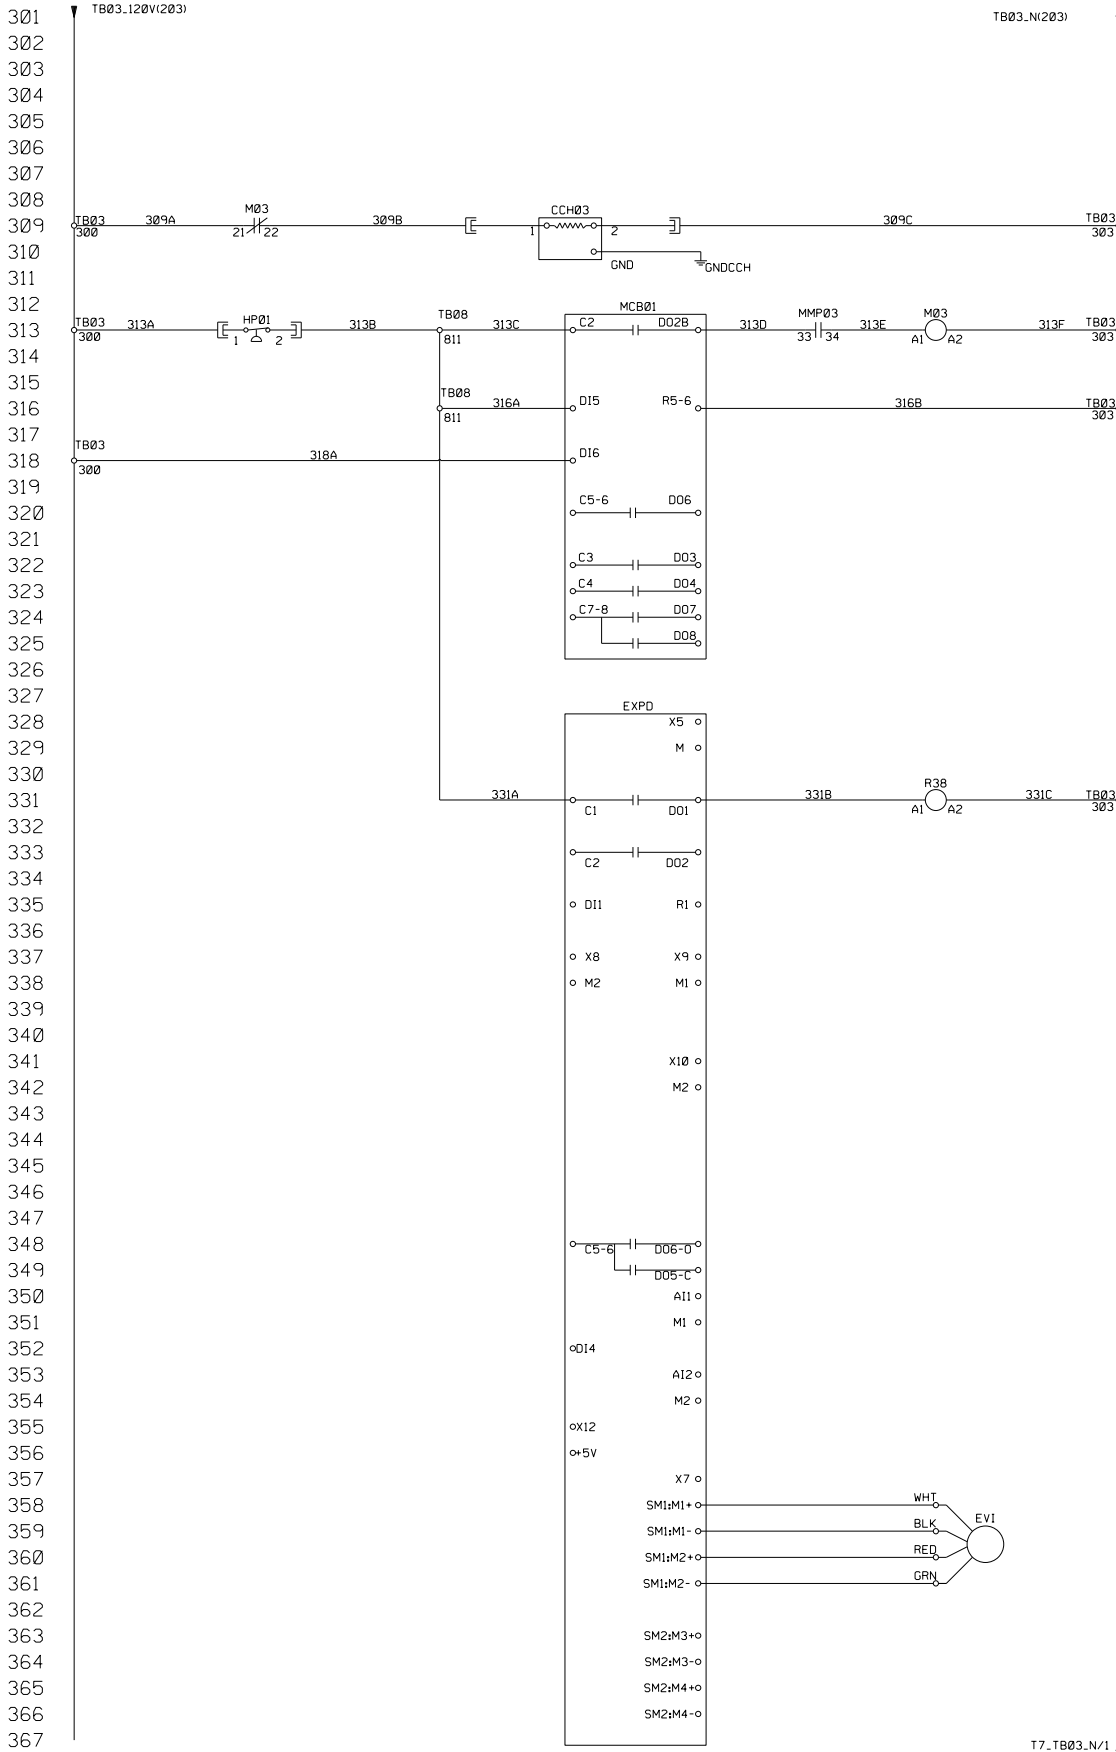 301 TB03_120V(203) TB03_N(203)
302
303
304
305
306
307
308 M03 CCH03
309 TB03 309A 309B 309C TB03
300 21 22 1 2 303
310 GND GNDCCH
311
312 MCB01
313 TB03 313A HP01 313B TB08 313C C2 DO2B 313D MMP03 313E M03 313F TB03
300 1 2 811 33 34 A1 A2 303
314
315 TB08
316 316A DI5 R5-6 316B TB03
811 303
317 TB03
318 318A DI6
300
319
320 C5-6 DO6
321
322 C3 DO3
323 C4 DO4
324 C7-8 DO7
325 DO8
326
327 EXPD
328 X5
329 M
330 R38
331 331A 331B 331C TB03
C1 DO1 A1 A2 303
332
333
C2 DO2
334
335 DI1 R1
336
337 X8 X9
338 M2 M1
339
340
341 X10
342 M2
343
344
345
346
347
348 C5-6 DO6-O
349 DO5-C
350 AI1
351 M1
352 DI4
353 AI2
354 M2
355 X12
356 +5V
357 X7
358 SM1:M1+ WHT
359 SM1:M1- BLK EVI
360 SM1:M2+ RED
361 SM1:M2- GRN
362
363 SM2:M3+
364 SM2:M3-
365 SM2:M4+
366 SM2:M4-
367 T7_TB03_N/1